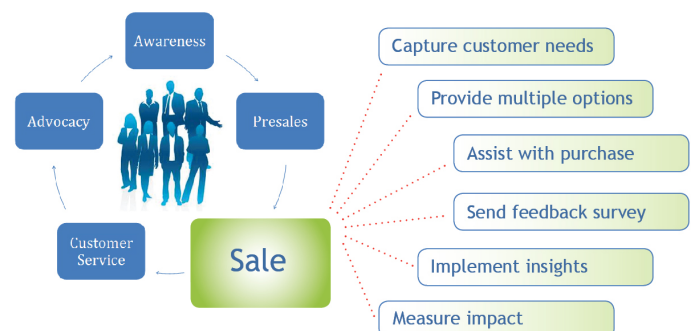 Awareness
Presales
Sale
Customer
Service
Advocacy
Capture customer needs
Provide multiple options
Assist with purchase
Send feedback survey
Implement insights
Measure impact